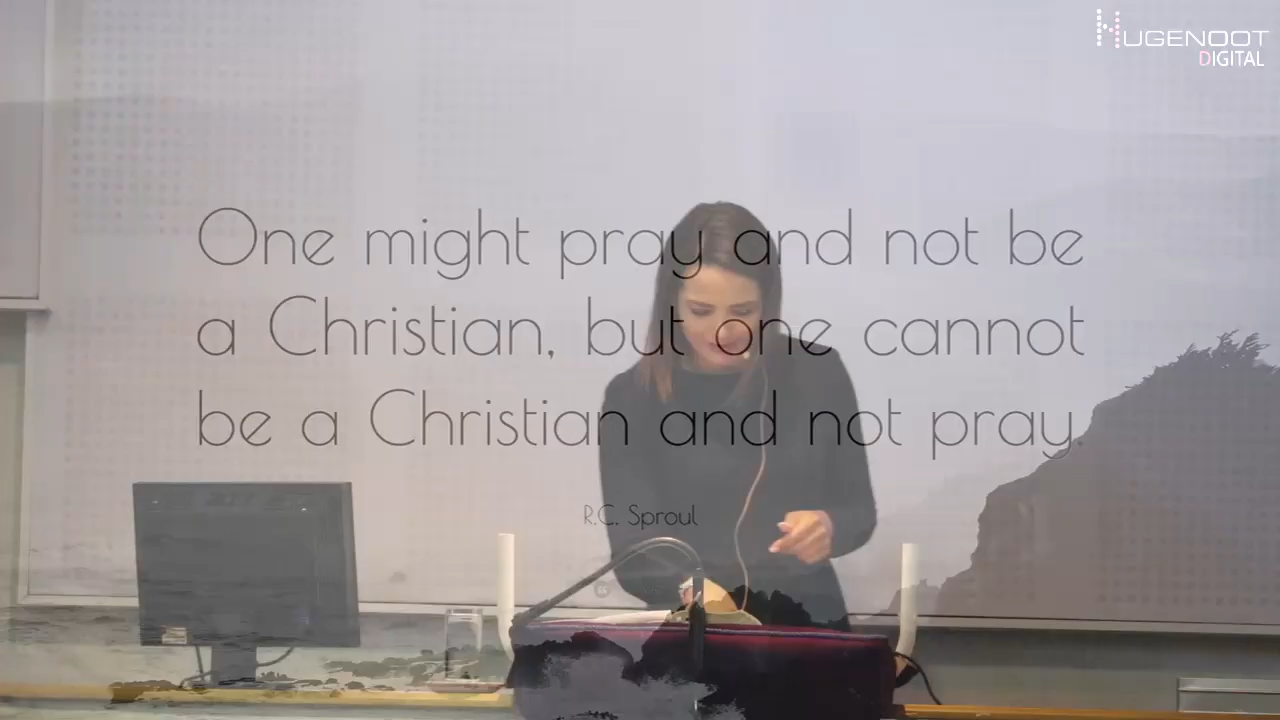 HUGENOOT
DIGITAL
One might pray and not be
a Christian, but one cannot
be a Christian and not pray.
R.C. Sproul